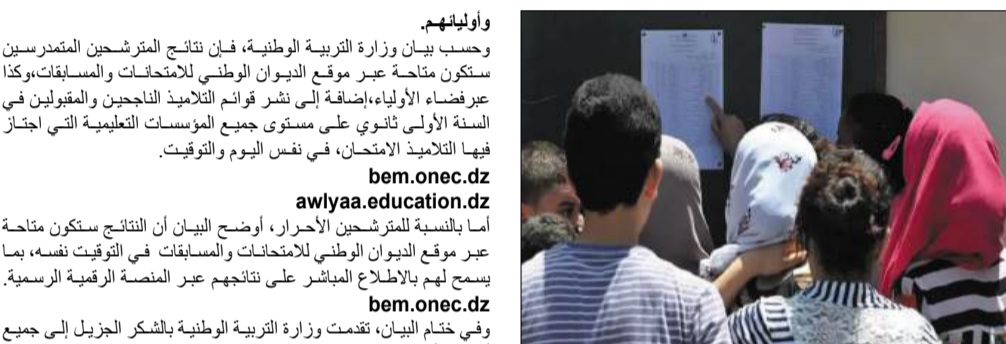 وأوليائهم.
وحسب بيان وزارة التربية الوطنية، فإن نتائج المترشحين المتمدرسين
ستكون متاحة عبر موقع الديوان الوطني للامتحانات والمسابقات،وكذا
عبرفضاء الأولياء،إضافة إلى نشر قوائم التلاميذ الناجحين والمقبولين في
السنة الأولى ثانوي على مستوى جميع المؤسسات التعليمية التي اجتاز
فيها التلاميذ الامتحان، في نفس اليوم والتوقيت.
bem.onec.dz
awlyaa.education.dz
أما بالنسبة للمترشحين الأحرار، أوضح البيان أن النتائج ستكون متاحة
عبر موقع الديوان الوطني للامتحانات والمسابقات في التوقيت نفسه، بما
يسمح لهم بالاطلاع المباشر على نتائجهم عبر المنصة الرقمية الرسمية.
bem.onec.dz
وفي ختام البيان، تقدمت وزارة التربية الوطنية بالشكر الجزيل إلى جميع